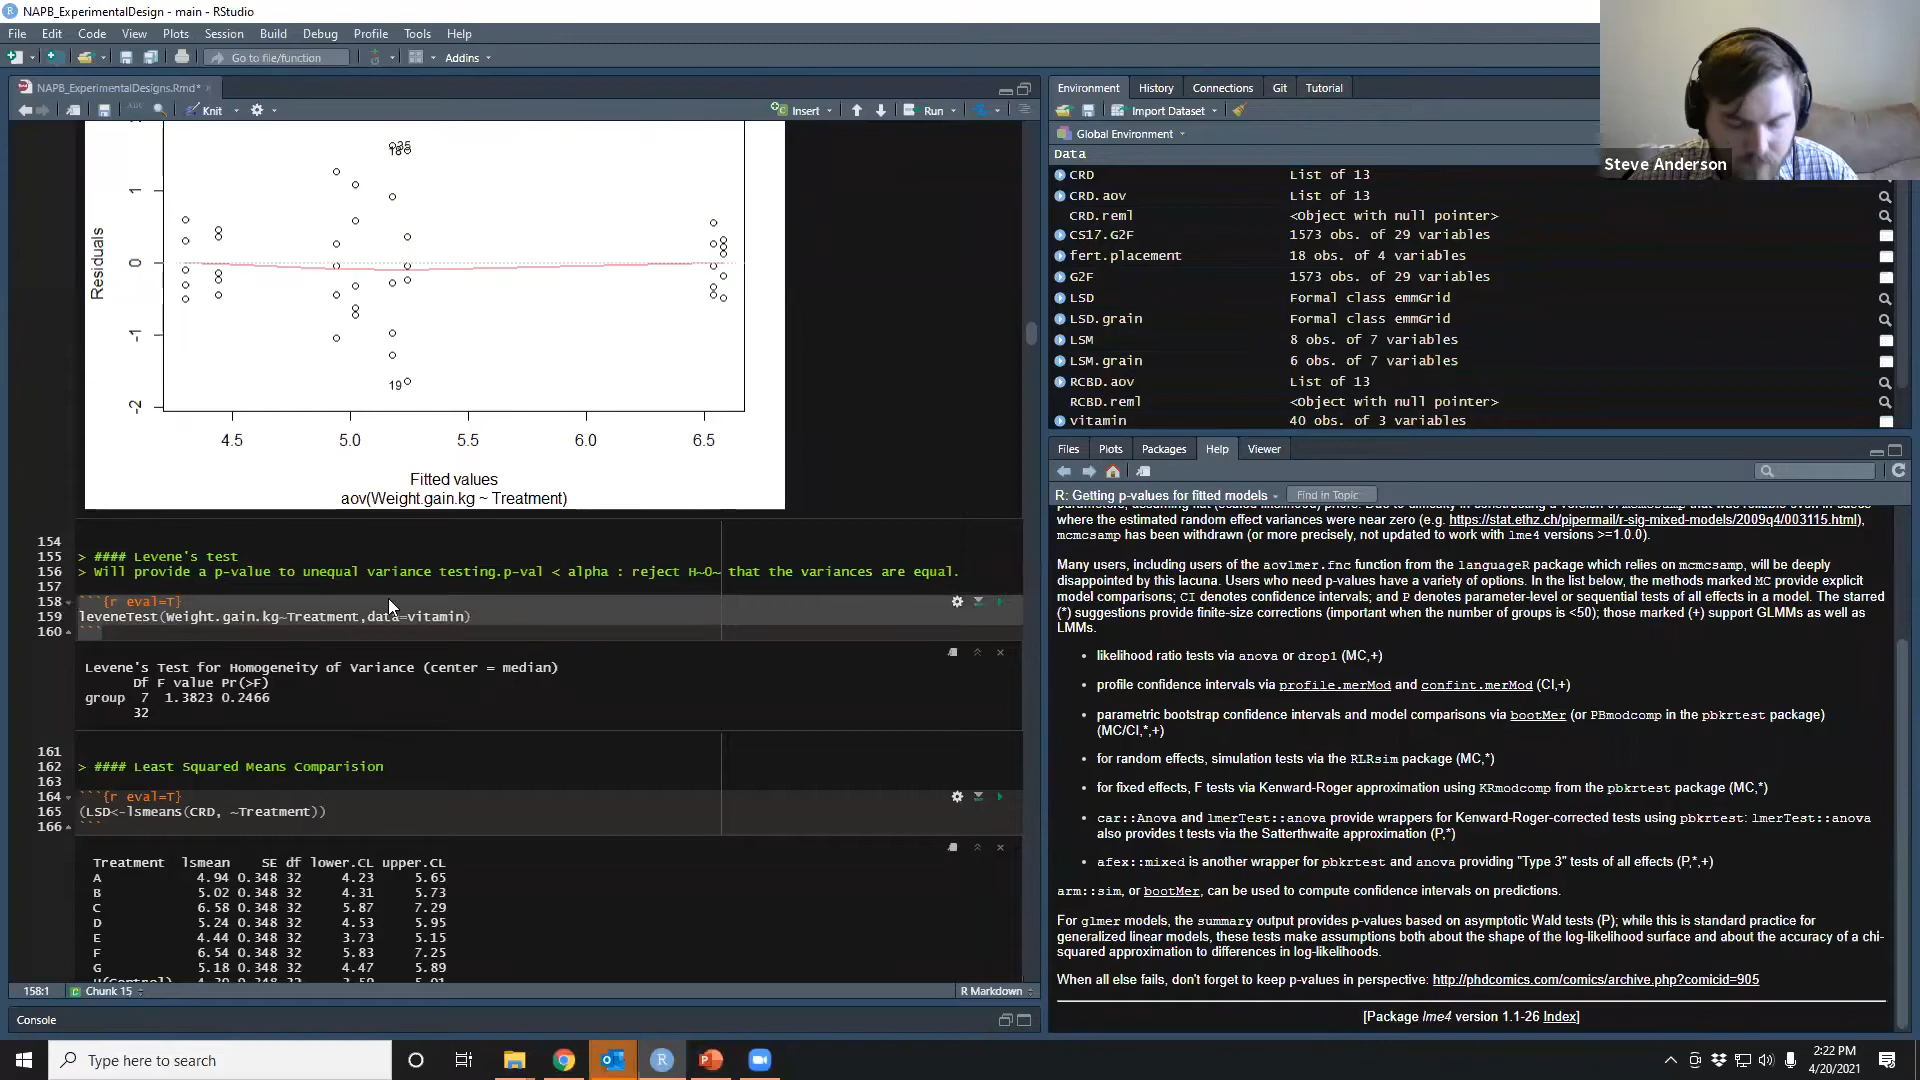 NAPB_ExperimentalDesign - main - RStudio
File Edit Code View Plots Session Build Debug Profile Tools Help
Go to file/function
Addins
NAPB_ExperimentalDesigns.Rmd*
Knit
Insert
Run
835
18
1
0
-1
-2
Residuals
19
4.5 5.0 5.5 6.0 6.5
Fitted values
aov(Weight.gain.kg ~ Treatment)
154
155 > #### Levene's test
156 > Will provide a p-value to unequal variance testing.p-val < alpha : reject H~O~ that the variances are equal.
157
158 ```{r eval=T}
159 leveneTest(Weight.gain.kg~Treatment,data=vitamin)
160 ```
Levene's Test for Homogeneity of Variance (center = median)
Df F value Pr(>F)
group 7 1.3823 0.2466
32
161
162 > #### Least Squared Means Comparision
163
164 ```{r eval=T}
165 (LSD<-lsmeans(CRD, ~Treatment))
166 ```
Treatment lsmean SE df lower.CL upper.CL
A 4.94 0.348 32 4.23 5.65
B 5.02 0.348 32 4.31 5.73
C 6.58 0.348 32 5.87 7.29
D 5.24 0.348 32 4.53 5.95
E 4.44 0.348 32 3.73 5.15
F 6.54 0.348 32 5.83 7.25
G 5.18 0.348 32 4.47 5.89
158:1 Chunk 15 R Markdown
Console
Environment History Connections Git Tutorial
Import Dataset
Global Environment
Data
CRD List of 13
CRD.aov List of 13
CRD.reml <Object with null pointer>
CS17.G2F 1573 obs. of 29 variables
fert.placement 18 obs. of 4 variables
G2F 1573 obs. of 29 variables
LSD Formal class emmGrid
LSD.grain Formal class emmGrid
LSM 8 obs. of 7 variables
LSM.grain 6 obs. of 7 variables
RCBD.aov List of 13
RCBD.reml <Object with null pointer>
vitamin 40 obs. of 3 variables
Steve Anderson
Files Plots Packages Help Viewer
R: Getting p-values for fitted models Find in Topic
where the estimated random effect variances were near zero (e.g. https://stat.ethz.ch/pipermail/r-sig-mixed-models/2009q4/003115.html),
mcmcsamp has been withdrawn (or more precisely, not updated to work with lme4 versions >=1.0.0).
Many users, including users of the aovlmer.fnc function from the languageR package which relies on mcmcsamp, will be deeply
disappointed by this lacuna. Users who need p-values have a variety of options. In the list below, the methods marked MC provide explicit
model comparisons; CI denotes confidence intervals; and P denotes parameter-level or sequential tests of all effects in a model. The starred
(*) suggestions provide finite-size corrections (important when the number of groups is <50); those marked (+) support GLMMs as well as
LMMs.
• likelihood ratio tests via anova or drop1 (MC,+)
• profile confidence intervals via profile.merMod and confint.merMod (CI,+)
• parametric bootstrap confidence intervals and model comparisons via bootMer (or PBmodcomp in the pbkrtest package)
(MC/CI,*,+)
• for random effects, simulation tests via the RLRsim package (MC,*)
• for fixed effects, F tests via Kenward-Roger approximation using KRmodcomp from the pbkrtest package (MC,*)
• car::Anova and lmerTest::anova provide wrappers for Kenward-Roger-corrected tests using pbkrtest: lmerTest::anova
also provides t tests via the Satterthwaite approximation (P,*)
• afex::mixed is another wrapper for pbkrtest and anova providing "Type 3" tests of all effects (P,*,+)
arm::sim, or bootMer, can be used to compute confidence intervals on predictions.
For glmer models, the summary output provides p-values based on asymptotic Wald tests (P); while this is standard practice for
generalized linear models, these tests make assumptions both about the shape of the log-likelihood surface and about the accuracy of a chi-
squared approximation to differences in log-likelihoods.
When all else fails, don't forget to keep p-values in perspective: http://phdcomics.com/comics/archive.php?comicid=905
[Package lme4 version 1.1-26 Index]
Type here to search
2:22 PM
4/20/2021